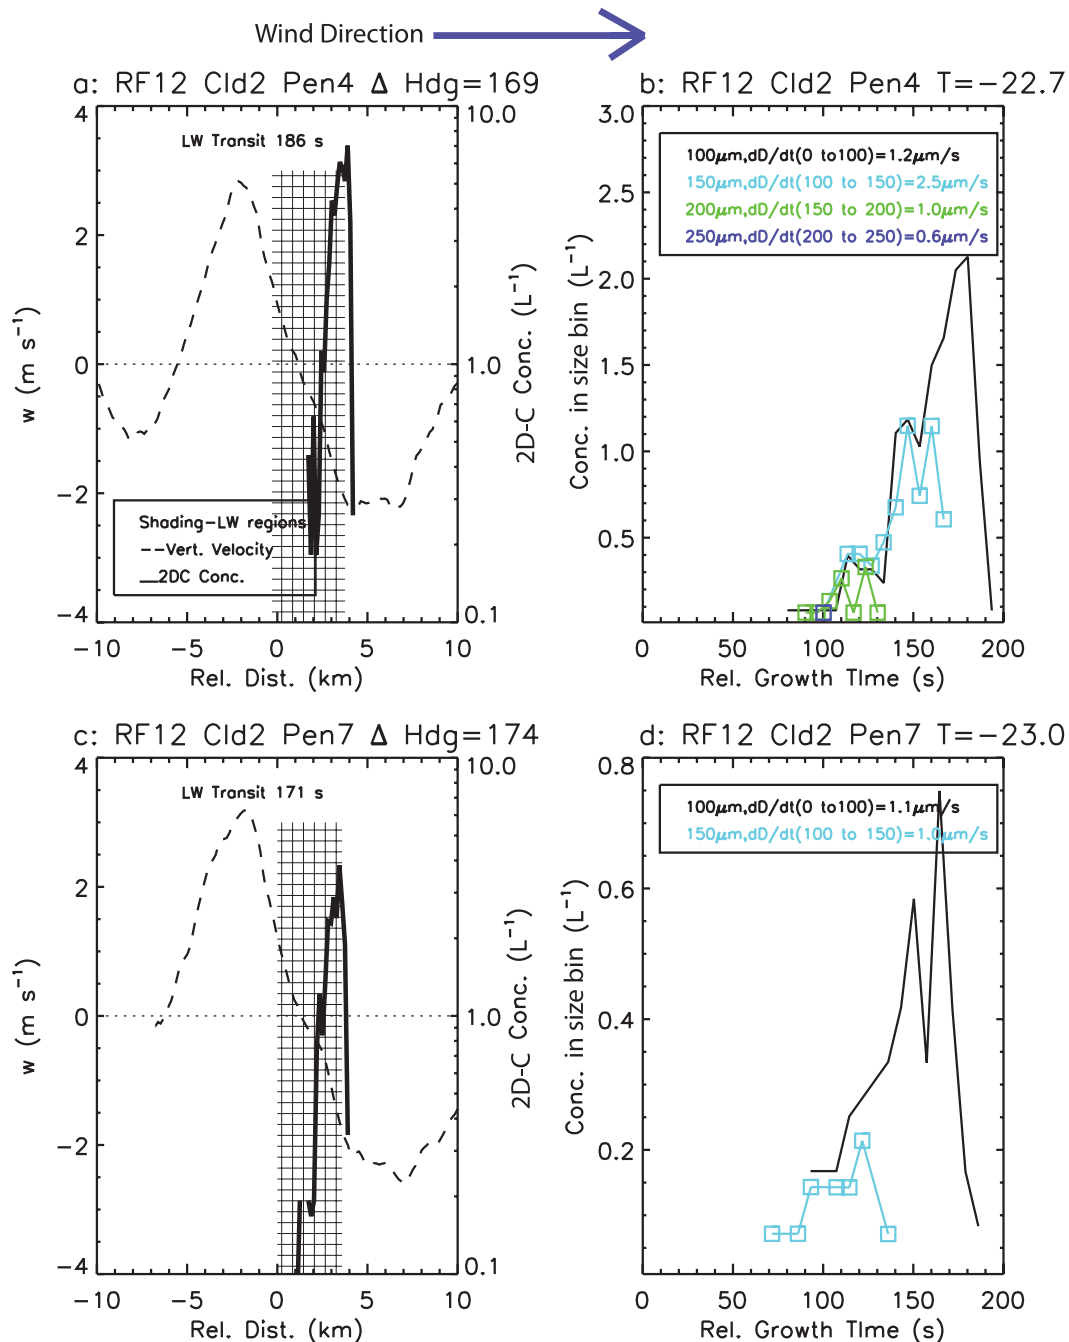 Wind Direction
a: RF12 Cld2 Pen4 Δ Hdg=169
b: RF12 Cld2 Pen4 T=−22.7
LW Transit 186 s
4
2
0
−2
−4
w (m s⁻¹)
10.0
1.0
0.1
2D-C Conc. (L⁻¹)
Shading-LW regions
--Vert. Velocity
—2DC Conc.
−10
−5
0
5
10
Rel. Dist. (km)
3.0
2.5
2.0
1.5
1.0
0.5
Conc. in size bin (L⁻¹)
100μm,dD/dt(0 to100)=1.2μm/s
150μm,dD/dt(100 to 150)=2.5μm/s
200μm,dD/dt(150 to 200)=1.0μm/s
250μm,dD/dt(200 to 250)=0.6μm/s
0
50
100
150
200
Rel. Growth TIme (s)
c: RF12 Cld2 Pen7 Δ Hdg=174
d: RF12 Cld2 Pen7 T=−23.0
LW Transit 171 s
4
2
0
−2
−4
w (m s⁻¹)
10.0
1.0
0.1
2D-C Conc. (L⁻¹)
−10
−5
0
5
10
Rel. Dist. (km)
0.8
0.6
0.4
0.2
Conc. in size bin (L⁻¹)
100μm,dD/dt(0 to100)=1.1μm/s
150μm,dD/dt(100 to 150)=1.0μm/s
0
50
100
150
200
Rel. Growth TIme (s)